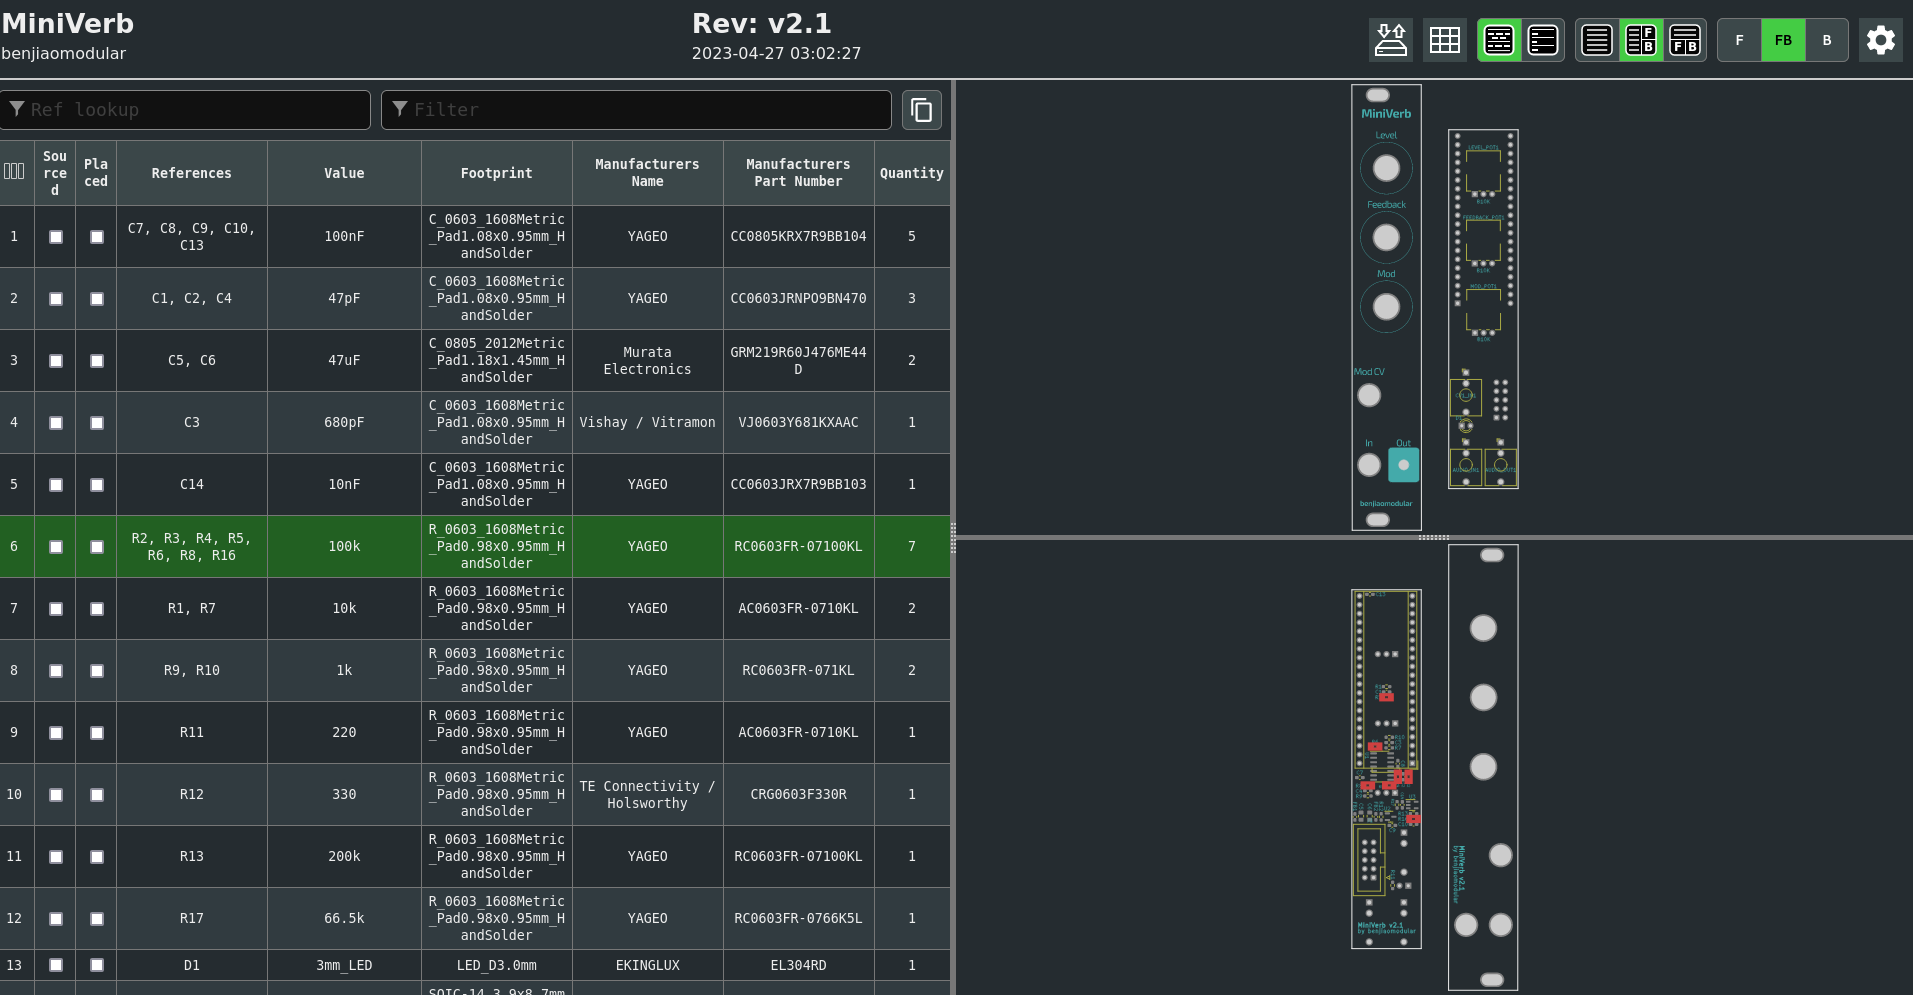 MiniVerb
benjiaomodular
Rev: v2.1
2023-04-27 03:02:27
F
FB
B
Ref lookup
Filter
Sourced
Placed
References
Value
Footprint
Manufacturers Name
Manufacturers Part Number
Quantity
1 C7, C8, C9, C10, C13 100nF C_0603_1608Metric_Pad1.08x0.95mm_HandSolder YAGEO CC0805KRX7R9BB104 5
2 C1, C2, C4 47pF C_0603_1608Metric_Pad1.08x0.95mm_HandSolder YAGEO CC0603JRNPO9BN470 3
3 C5, C6 47uF C_0805_2012Metric_Pad1.18x1.45mm_HandSolder Murata Electronics GRM219R60J476ME44D 2
4 C3 680pF C_0603_1608Metric_Pad1.08x0.95mm_HandSolder Vishay / Vitramon VJ0603Y681KXAAC 1
5 C14 10nF C_0603_1608Metric_Pad1.08x0.95mm_HandSolder YAGEO CC0603JRX7R9BB103 1
6 R2, R3, R4, R5, R6, R8, R16 100k R_0603_1608Metric_Pad0.98x0.95mm_HandSolder YAGEO RC0603FR-07100KL 7
7 R1, R7 10k R_0603_1608Metric_Pad0.98x0.95mm_HandSolder YAGEO AC0603FR-0710KL 2
8 R9, R10 1k R_0603_1608Metric_Pad0.98x0.95mm_HandSolder YAGEO RC0603FR-071KL 2
9 R11 220 R_0603_1608Metric_Pad0.98x0.95mm_HandSolder YAGEO AC0603FR-0710KL 1
10 R12 330 R_0603_1608Metric_Pad0.98x0.95mm_HandSolder TE Connectivity / Holsworthy CRG0603F330R 1
11 R13 200k R_0603_1608Metric_Pad0.98x0.95mm_HandSolder YAGEO RC0603FR-07100KL 1
12 R17 66.5k R_0603_1608Metric_Pad0.98x0.95mm_HandSolder YAGEO RC0603FR-0766K5L 1
13 D1 3mm_LED LED_D3.0mm EKINGLUX EL304RD 1
MiniVerb
Level
Feedback
Mod
Mod CV
In
Out
benjiaomodular
LEVEL_POT1
FEEDBACK_POT1
MOD_POT1
MiniVerb v2.1
by benjiaomodular
MiniVerb v2.1
by benjiaomodular